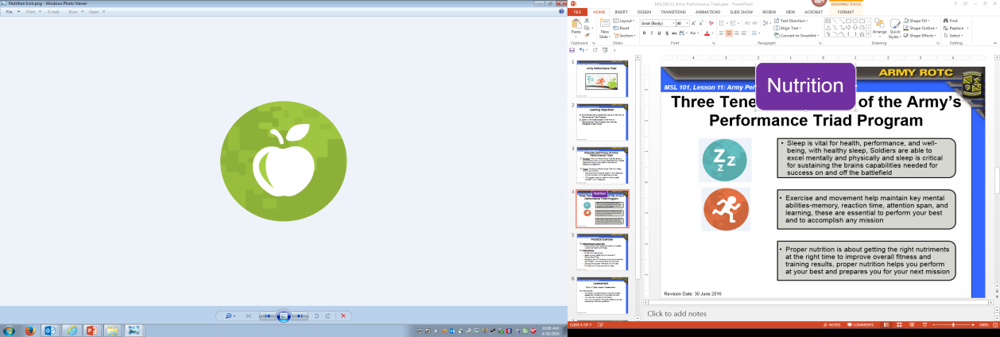 Nutrition Icon.png - Windows Photo Viewer
File Print E-mail Burn Open
10:00 AM
MSL101L11 Army Performance Triad.pptx - PowerPoint
DRAWING TOOLS
FILE HOME INSERT DESIGN TRANSITIONS ANIMATIONS SLIDE SHOW REVIEW VIEW ACROBAT FORMAT
Paste
New
Slide
Layout
Reset
Section
Arial (Body)
Text Direction
Align Text
Convert to SmartArt
Arrange
Quick
Styles
Shape Fill
Shape Outline
Shape Effects
Find
Replace
Select
Clipboard Slides Font Paragraph Drawing Editing
1
Army Performance Triad
2
Learning Objectives
3
Purpose and Focus of Army
Performance Triad
4
Nutrition
Performance Triad Program
5
Practical Exercise
6
Assessment
ARMY ROTC
MSL 101, Lesson 11: Army Per
Nutrition
Three Tene of the Army's
Performance Triad Program
Zz
z
• Sleep is vital for health, performance, and well-
being, with healthy sleep, Soldiers are able to
excel mentally and physically and sleep is critical
for sustaining the brains capabilities needed for
success on and off the battlefield
• Exercise and movement help maintain key mental
abilities-memory, reaction time, attention span, and
learning, these are essential to perform your best
and to accomplish any mission
• Proper nutrition is about getting the right nutriments
at the right time to improve overall fitness and
training results, proper nutrition helps you perform
at your best and prepares you for your next mission
Revision Date: 30 June 2016
Click to add notes
SLIDE 4 OF 7
NOTES COMMENTS 100%